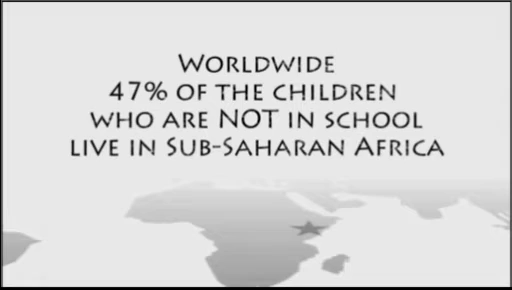 Worldwide
47% of the children
who are NOT in school
live in Sub-Saharan Africa